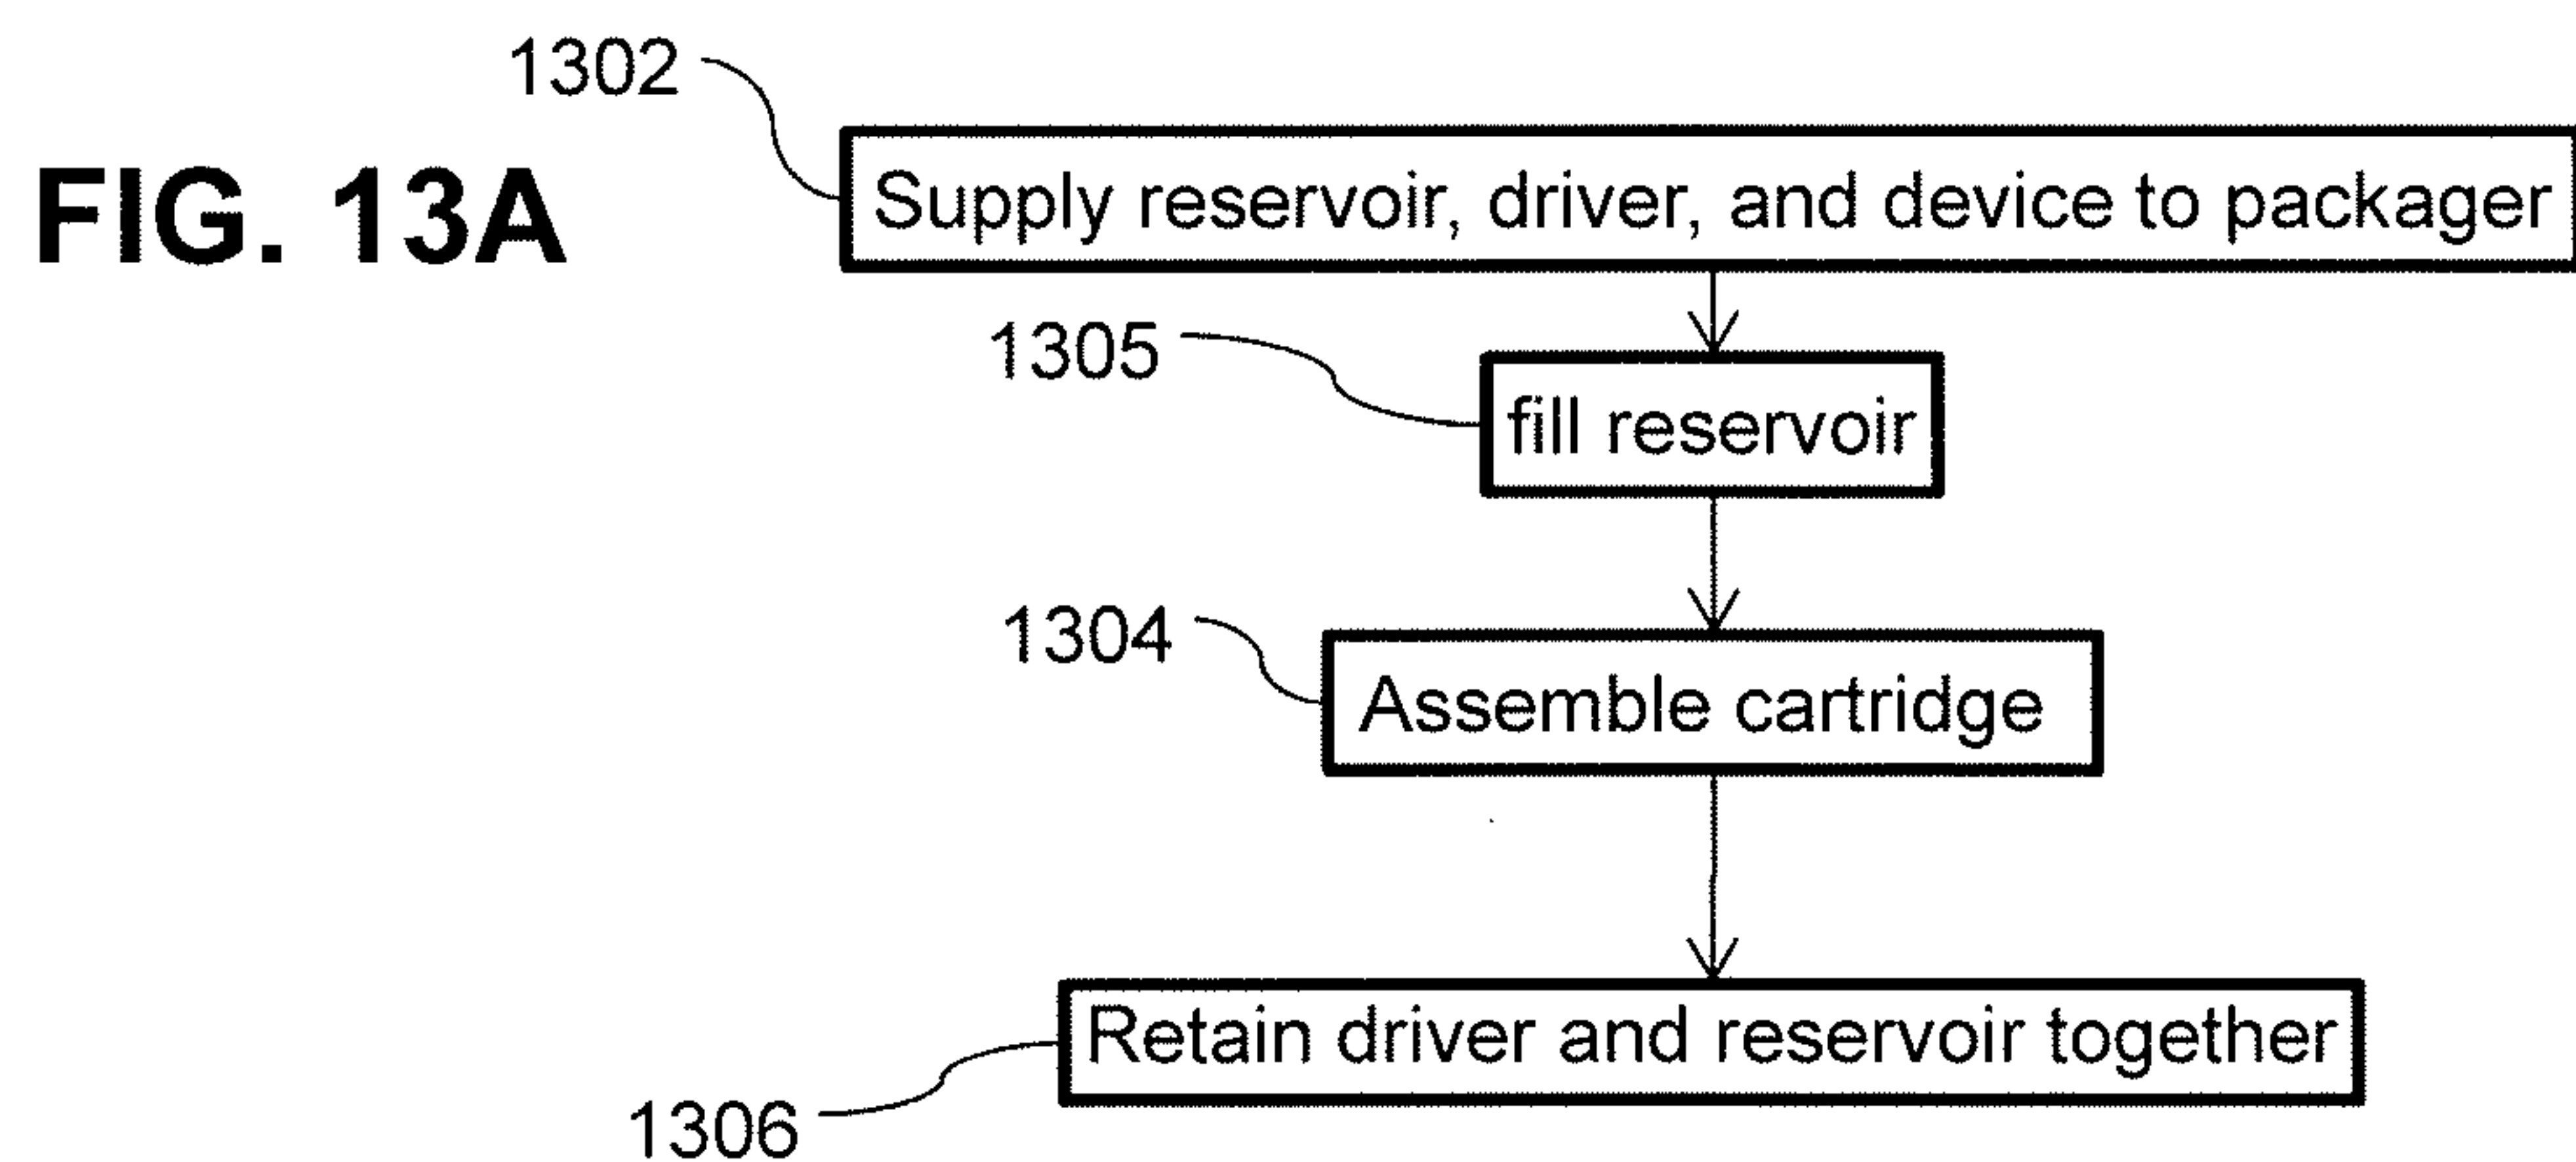 1302
FIG. 13A
Supply reservoir, driver, and device to packager
1305
fill reservoir
1304
Assemble cartridge
Retain driver and reservoir together
1306